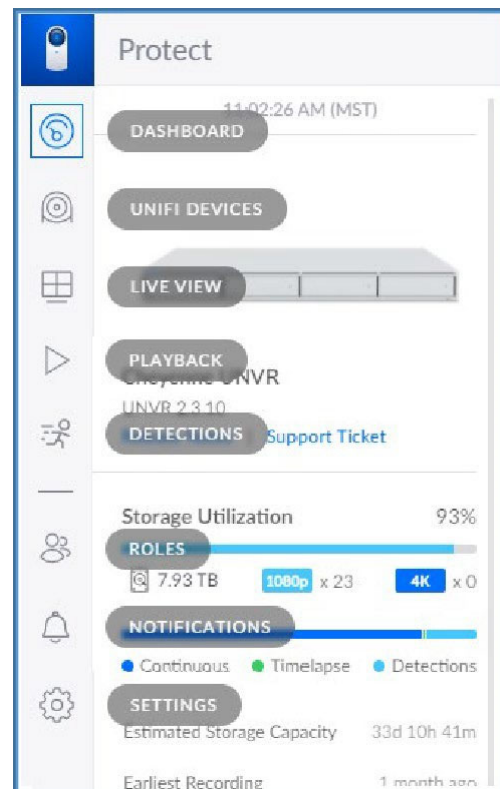 Protect
11:02:26 AM (MST)
DASHBOARD
UNIFI DEVICES
LIVE VIEW
PLAYBACK
Cheyenne UNVR
UNVR 2.3.10
DETECTIONS
Support Ticket
Storage Utilization 93%
ROLES
7.93 TB 1080p x 23 4K x 0
NOTIFICATIONS
Continuous Timelapse Detections
SETTINGS
Estimated Storage Capacity 33d 10h 41m
Earliest Recording 1 month ago